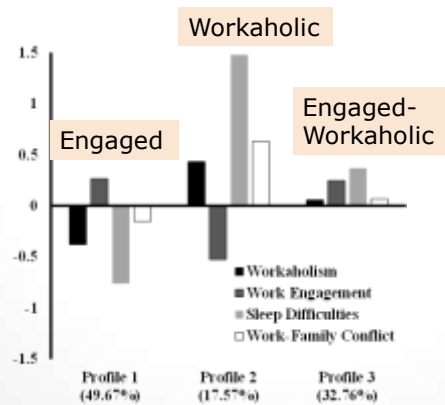 Workaholic
Engaged
Engaged-
Workaholic
1.5
1
0.5
0
-0.5
-1
-1.5
■ Workaholism
■ Work Engagement
■ Sleep Difficulties
□ Work-Family Conflict
Profile 1
(49.67%)
Profile 2
(17.57%)
Profile 3
(32.76%)